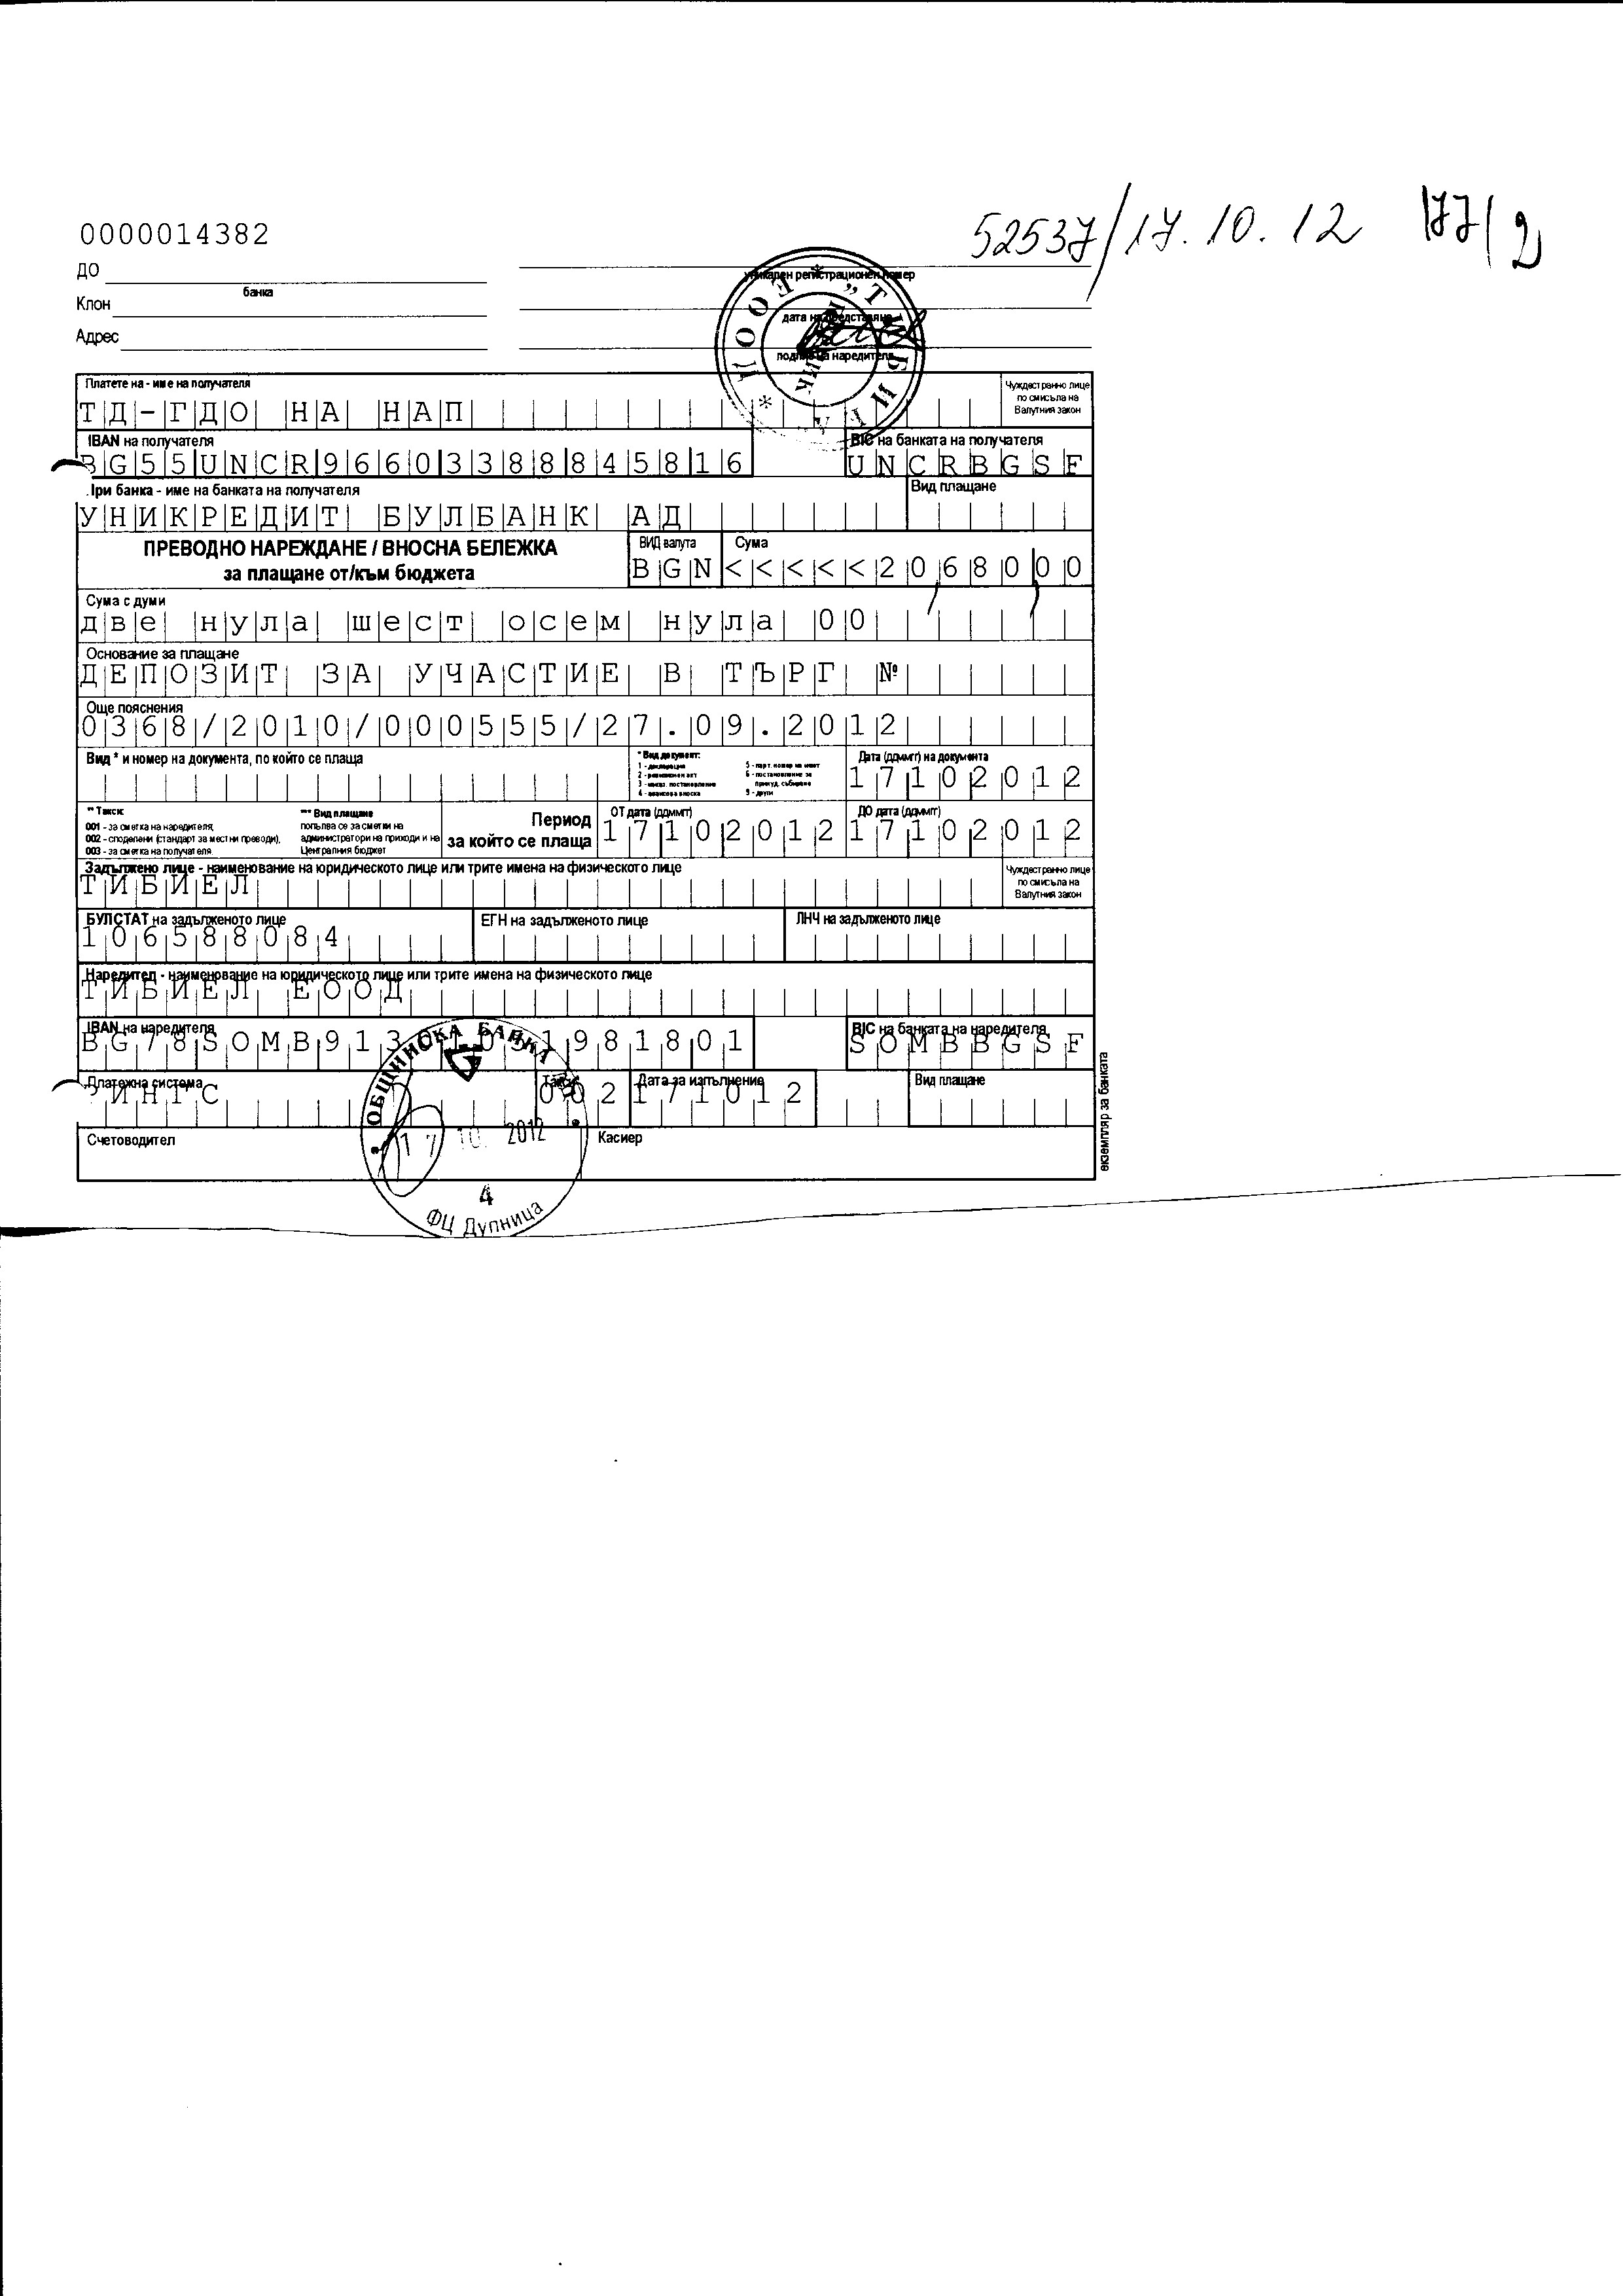 52537/17.10.12 177/2
0000014382
ДО
банка
уникален регистрационен номер
Клон
дата на представяне
Адрес
подпис на наредителя
Платете на - име на получателя
Чуждестранно лице по смисъла на Валутния закон
ТД-ГДО НА НАП
IBAN на получателя BIC на банката на получателя
BG55UNCR96603388845816 UNCRBGSF
При банка - име на банката на получателя Вид плащане
УНИКРЕДИТ БУЛБАНК АД
ПРЕВОДНО НАРЕЖДАНЕ / ВНОСНА БЕЛЕЖКА
за плащане от/към бюджета
ВИД валута Сума
BGN <<<<<2068000
Сума с думи
две нула шест осем нула 00
Основание за плащане
ДЕПОЗИТ ЗА УЧАСТИЕ В ТЪРГ №
Още пояснения
0368/2010/000555/27.09.2012
Вид * и номер на документа, по който се плаща
* Вид документ:
1 - декларация
2 - ревизионен акт
3 - наказ. постановление
4 - авансова вноска
5 - парт. номер на имот
6 - постановление за принуд. събиране
9 - други
Дата (ддммгг) на документа
17102012
** Такси:
001 - за сметка на наредителя,
002 - споделени (стандарт за местни преводи),
003 - за сметка на получателя
*** Вид плащане
попълва се за сметки на
администратори на приходи и на
Централния бюджет
Период
за който се плаща
ОТ дата (ддммгг) ДО дата (ддммгг)
17102012 17102012
Задължено лице - наименование на юридическото лице или трите имена на физическото лице
Чуждестранно лице по смисъла на Валутния закон
ТИБИЕЛ
БУЛСТАТ на задълженото лице ЕГН на задълженото лице ЛНЧ на задълженото лице
106588084
Наредител - наименование на юридическото лице или трите имена на физическото лице
ТИБИЕЛ ЕООД
IBAN на наредителя BIC на банката на наредителя
SOMBBGSF
Платежна система Такси Дата за изпълнение Вид плащане
РИНГС 002 171012
Счетоводител Касиер
ОБЩИНСКА БАНКА
17 10. 2012
4
ФЦ Дупница
екземпляр за банката